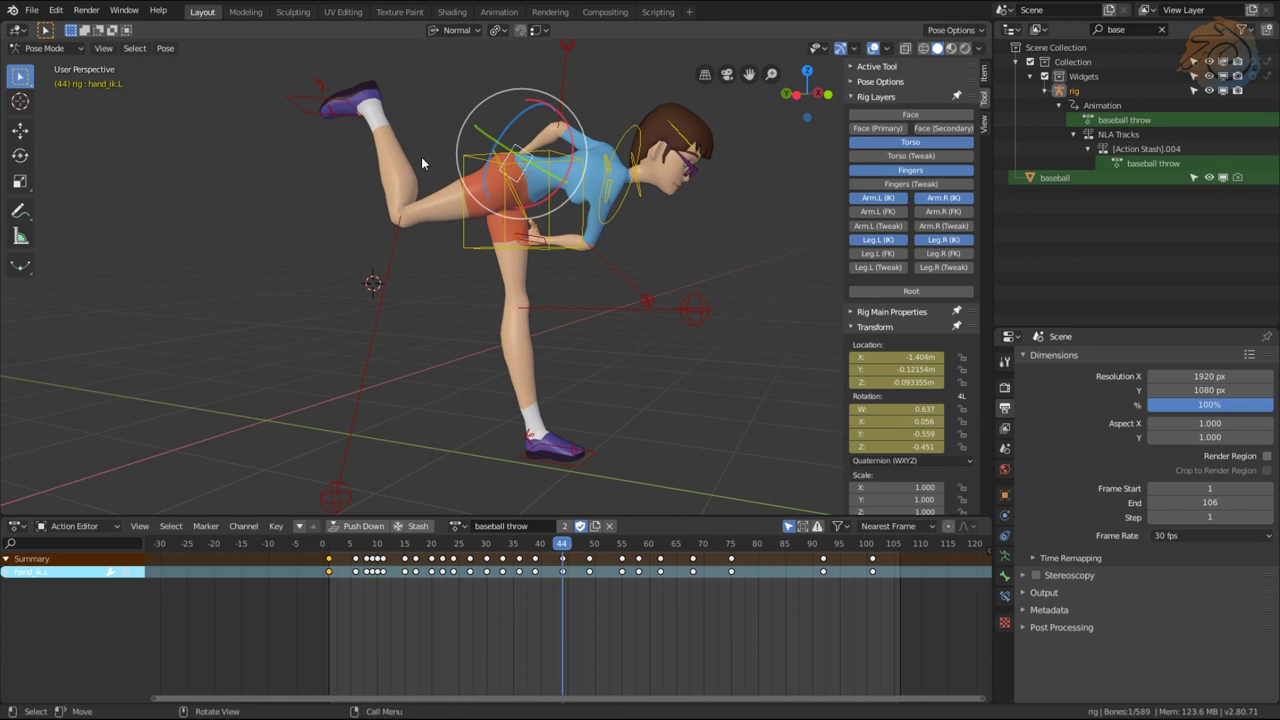 File Edit Render Window Help
Layout Modeling Sculpting UV Editing Texture Paint Shading Animation Rendering Compositing Scripting +
Scene View Layer
Normal Pose Options
base
Pose Mode View Select Pose
User Perspective
(44) rig : hand_ik.L
Z
Y
X
Active Tool
Pose Options
Rig Layers
Face
Face (Primary) Face (Secondary)
Torso
Torso (Tweak)
Fingers
Fingers (Tweak)
Arm.L (IK) Arm.R (IK)
Arm.L (FK) Arm.R (FK)
Arm.L (Tweak) Arm.R (Tweak)
Leg.L (IK) Leg.R (IK)
Leg.L (FK) Leg.R (FK)
Leg.L (Tweak) Leg.R (Tweak)
Root
Rig Main Properties
Transform
Location:
X: -1.404m
Y: -0.12154m
Z: -0.093355m
Rotation: 4L
W: 0.637
X: 0.056
Y: -0.559
Z: -0.451
Quaternion (WXYZ)
Scale:
X: 1.000
Y: 1.000
Z: 1.000
Item
Tool
View
Scene Collection
Collection
Widgets
rig
Animation
baseball throw
NLA Tracks
[Action Stash].004
baseball throw
baseball
Scene
Dimensions
Resolution X 1920 px
Y 1080 px
% 100%
Aspect X 1.000
Y 1.000
Render Region
Crop to Render Region
Frame Start 1
End 106
Step 1
Frame Rate 30 fps
Time Remapping
Stereoscopy
Output
Metadata
Post Processing
Action Editor View Select Marker Channel Key Push Down Stash baseball throw 2 Nearest Frame
-30 -25 -20 -15 -10 -5 0 5 10 15 20 25 30 35 40 44 50 55 60 65 70 75 80 85 90 95 100 105 110 115 120
Summary
hand_ik.L
Select Move Rotate View Call Menu rig | Bones:1/589 | Mem: 123.6 MB | v2.80.71